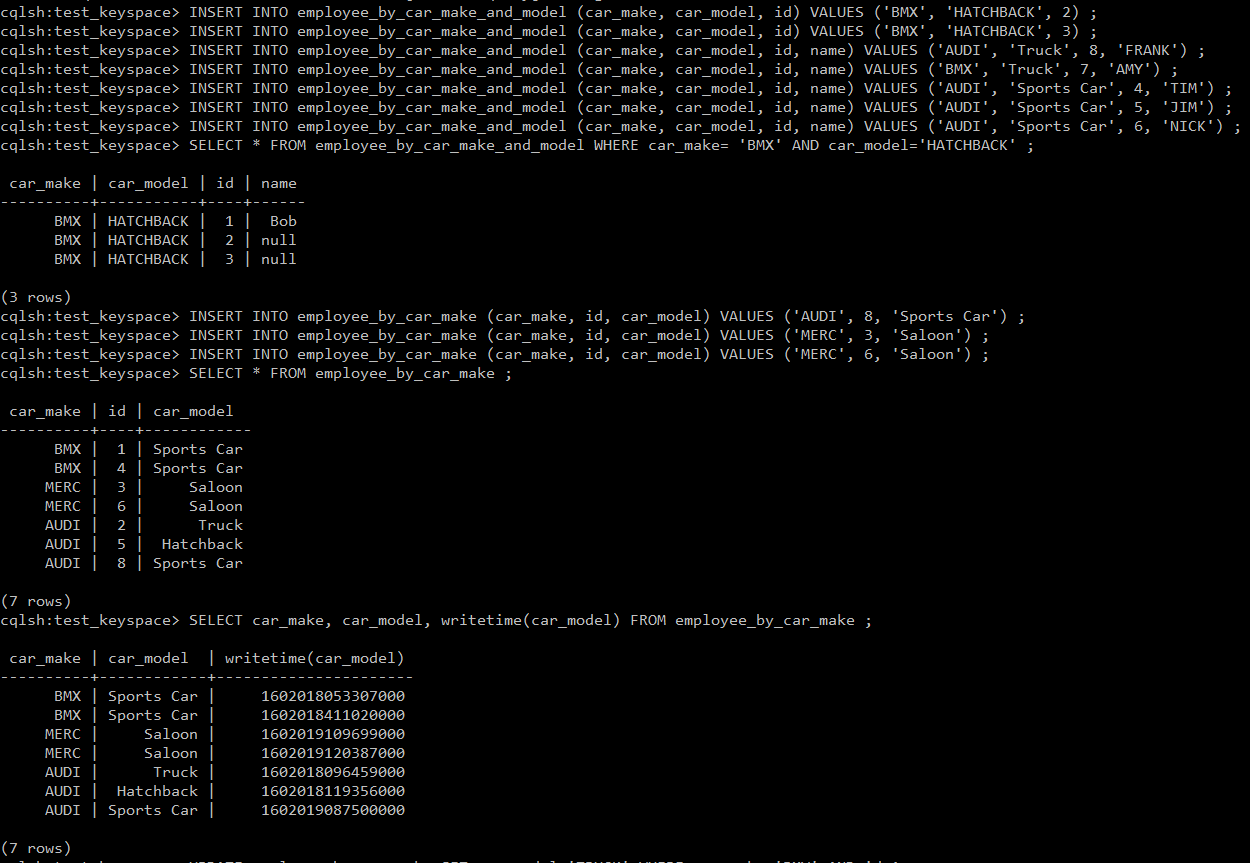 cqlsh:test_keyspace> INSERT INTO employee_by_car_make_and_model (car_make, car_model, id) VALUES ('BMX', 'HATCHBACK', 2) ;
cqlsh:test_keyspace> INSERT INTO employee_by_car_make_and_model (car_make, car_model, id) VALUES ('BMX', 'HATCHBACK', 3) ;
cqlsh:test_keyspace> INSERT INTO employee_by_car_make_and_model (car_make, car_model, id, name) VALUES ('AUDI', 'Truck', 8, 'FRANK') ;
cqlsh:test_keyspace> INSERT INTO employee_by_car_make_and_model (car_make, car_model, id, name) VALUES ('BMX', 'Truck', 7, 'AMY') ;
cqlsh:test_keyspace> INSERT INTO employee_by_car_make_and_model (car_make, car_model, id, name) VALUES ('AUDI', 'Sports Car', 4, 'TIM') ;
cqlsh:test_keyspace> INSERT INTO employee_by_car_make_and_model (car_make, car_model, id, name) VALUES ('AUDI', 'Sports Car', 5, 'JIM') ;
cqlsh:test_keyspace> INSERT INTO employee_by_car_make_and_model (car_make, car_model, id, name) VALUES ('AUDI', 'Sports Car', 6, 'NICK') ;
cqlsh:test_keyspace> SELECT * FROM employee_by_car_make_and_model WHERE car_make= 'BMX' AND car_model='HATCHBACK' ;
 car_make | car_model | id | name
----------+-----------+----+------
      BMX | HATCHBACK |  1 |  Bob
      BMX | HATCHBACK |  2 | null
      BMX | HATCHBACK |  3 | null
(3 rows)
cqlsh:test_keyspace> INSERT INTO employee_by_car_make (car_make, id, car_model) VALUES ('AUDI', 8, 'Sports Car') ;
cqlsh:test_keyspace> INSERT INTO employee_by_car_make (car_make, id, car_model) VALUES ('MERC', 3, 'Saloon') ;
cqlsh:test_keyspace> INSERT INTO employee_by_car_make (car_make, id, car_model) VALUES ('MERC', 6, 'Saloon') ;
cqlsh:test_keyspace> SELECT * FROM employee_by_car_make ;
 car_make | id | car_model
----------+----+------------
      BMX |  1 | Sports Car
      BMX |  4 | Sports Car
     MERC |  3 |     Saloon
     MERC |  6 |     Saloon
     AUDI |  2 |      Truck
     AUDI |  5 |  Hatchback
     AUDI |  8 | Sports Car
(7 rows)
cqlsh:test_keyspace> SELECT car_make, car_model, writetime(car_model) FROM employee_by_car_make ;
 car_make | car_model  | writetime(car_model)
----------+------------+----------------------
      BMX | Sports Car |     1602018053307000
      BMX | Sports Car |     1602018411020000
     MERC |     Saloon |     1602019109699000
     MERC |     Saloon |     1602019120387000
     AUDI |      Truck |     1602018096459000
     AUDI |  Hatchback |     1602018119356000
     AUDI | Sports Car |     1602019087500000
(7 rows)